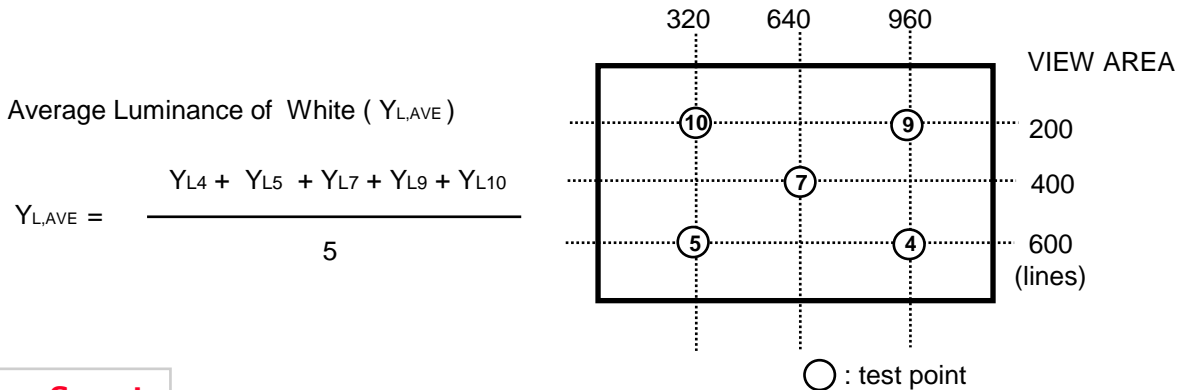 320 640 960
VIEW AREA
Average Luminance of White ( YL,AVE )
10 9 200
YL4 + YL5 + YL7 + YL9 + YL10
7 400
YL,AVE =
5
5 4 600
(lines)
: test point